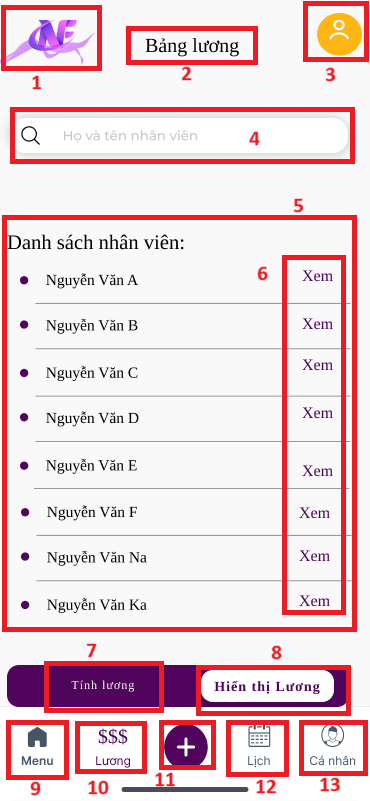 NF
1
Bảng lương
2
3
Họ và tên nhân viên
4
5
Danh sách nhân viên:
6
Nguyễn Văn A Xem
Nguyễn Văn B Xem
Nguyễn Văn C Xem
Nguyễn Văn D Xem
Nguyễn Văn E Xem
Nguyễn Văn F Xem
Nguyễn Văn Na Xem
Nguyễn Văn Ka Xem
7
8
Tính lương
Hiển thị Lương
$$$
Menu
Lương
Lịch
Cá nhân
9
10
11
12
13